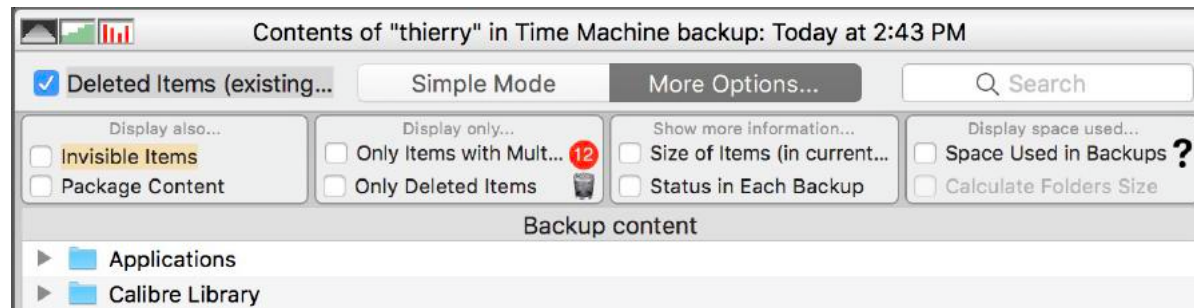 Contents of "thierry" in Time Machine backup: Today at 2:43 PM
Deleted Items (existing... Simple Mode More Options... Search
Display also... Display only... Show more information... Display space used...
Invisible Items Only Items with Mult... 12 Size of Items (in current... Space Used in Backups ?
Package Content Only Deleted Items Status in Each Backup Calculate Folders Size
Backup content
Applications
Calibre Library